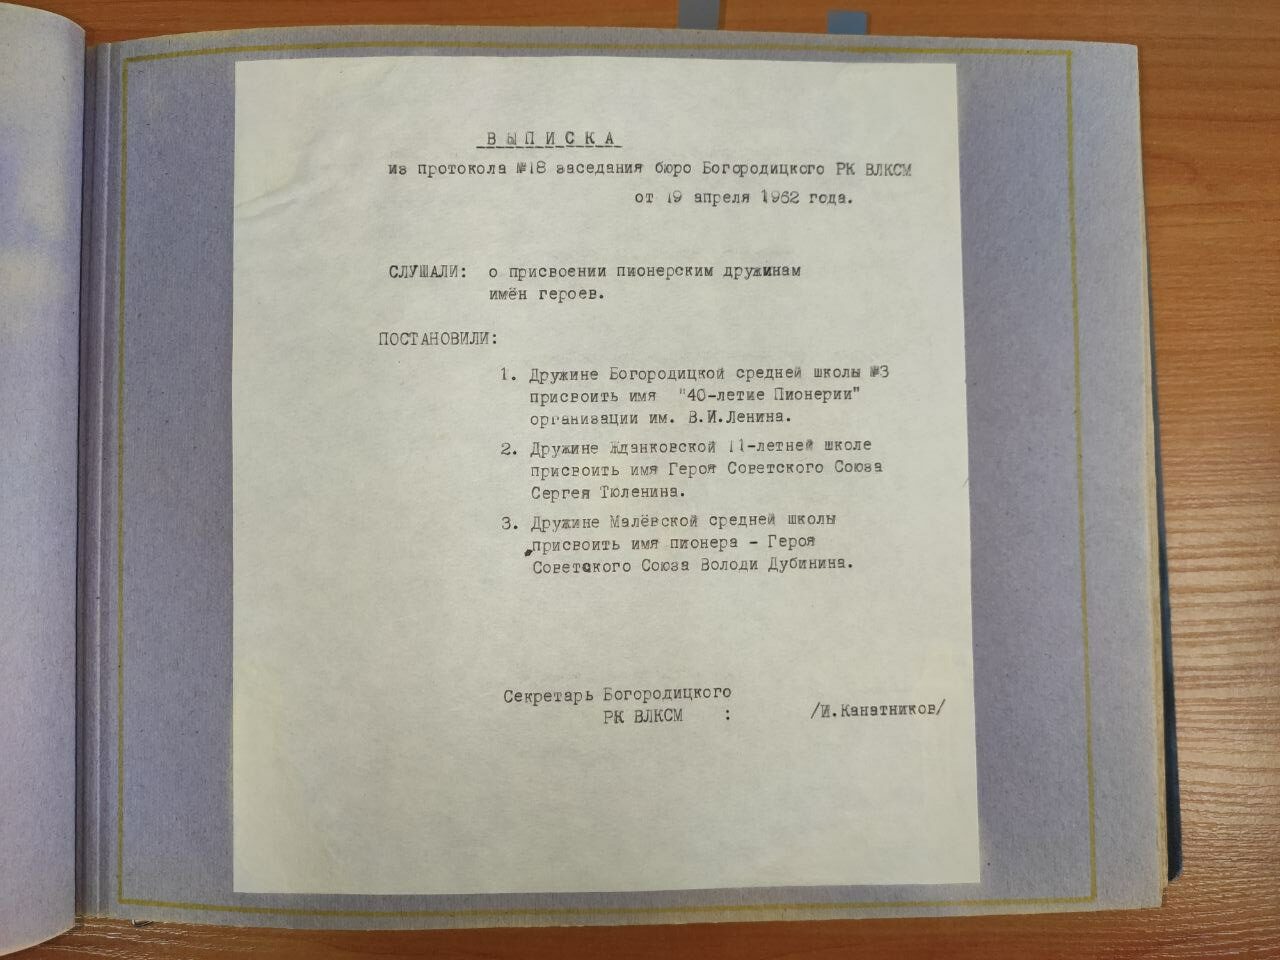 ВЫПИСКА
из протокола №18 заседания бюро Богородицкого РК ВЛКСМ
от 19 апреля 1962 года.
СЛУШАЛИ: о присвоении пионерским дружинам
имён героев.
ПОСТАНОВИЛИ:
1. Дружине Богородицкой средней школы №3
присвоить имя "40-летие Пионерии"
организации им. В.И.Ленина.
2. Дружине Жданковской 11-летней школе
присвоить имя Героя Советского Союза
Сергея Тюленина.
3. Дружине Малёвской средней школы
присвоить имя пионера - Героя
Советского Союза Володи Дубинина.
Секретарь Богородицкого
РК ВЛКСМ : /И.Канатников/